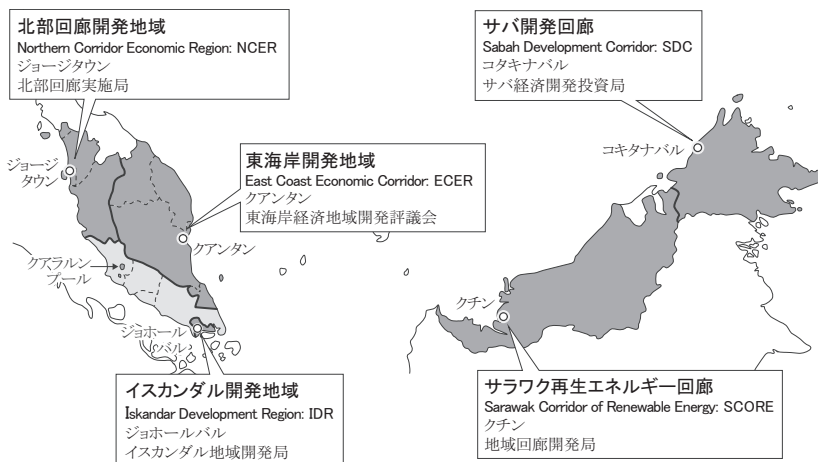 北部回廊開発地域
Northern Corridor Economic Region: NCER
ジョージタウン
北部回廊実施局
サバ開発回廊
Sabah Development Corridor: SDC
コタキナバル
サバ経済開発投資局
ジョージ
タウン
東海岸開発地域
East Coast Economic Corridor: ECER
クアンタン
東海岸経済地域開発評議会
コキタナバル
クアンタン
クアラルン
プール
クチン
ジョホール
バル
イスカンダル開発地域
Iskandar Development Region: IDR
ジョホールバル
イスカンダル地域開発局
サラワク再生エネルギー回廊
Sarawak Corridor of Renewable Energy: SCORE
クチン
地域回廊開発局